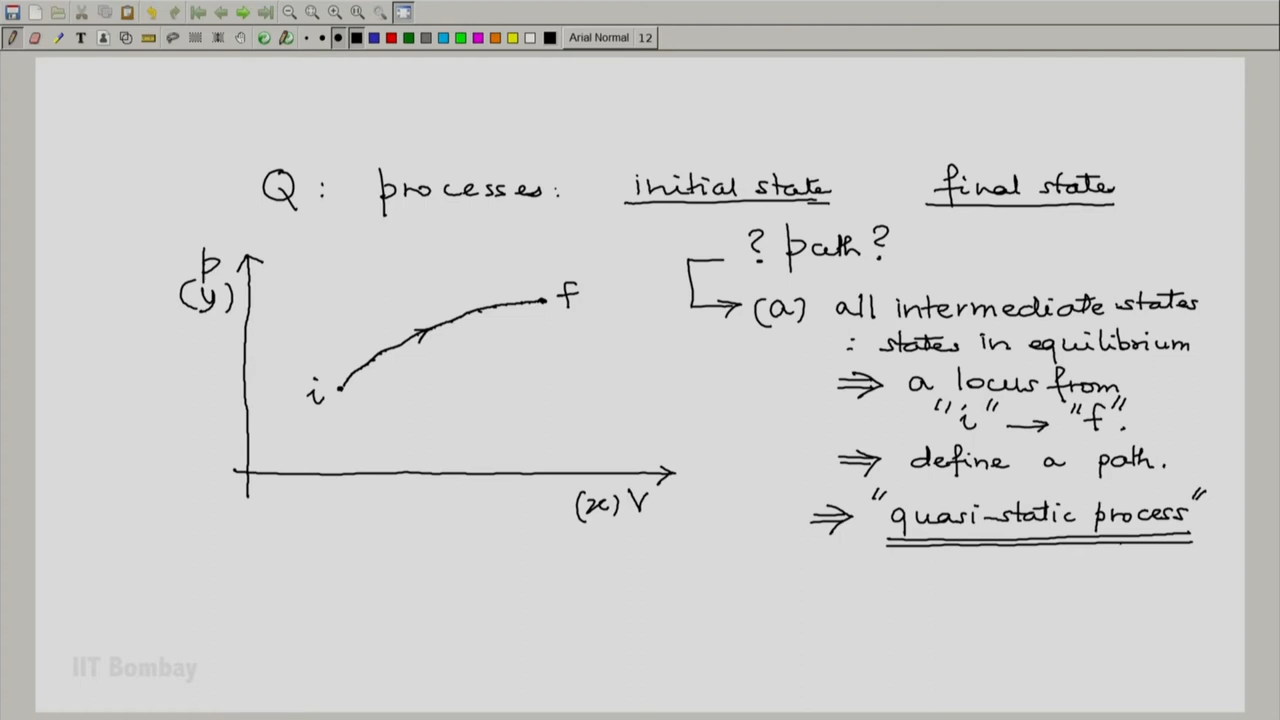 Arial Normal 12
Q : processes : initial state final state
? path ?
p
(y)
f
i
(x) V
(a) all intermediate states
: states in equilibrium
⇒ a locus from
"i" → "f".
⇒ define a path.
⇒ "quasi-static process"
IIT Bombay